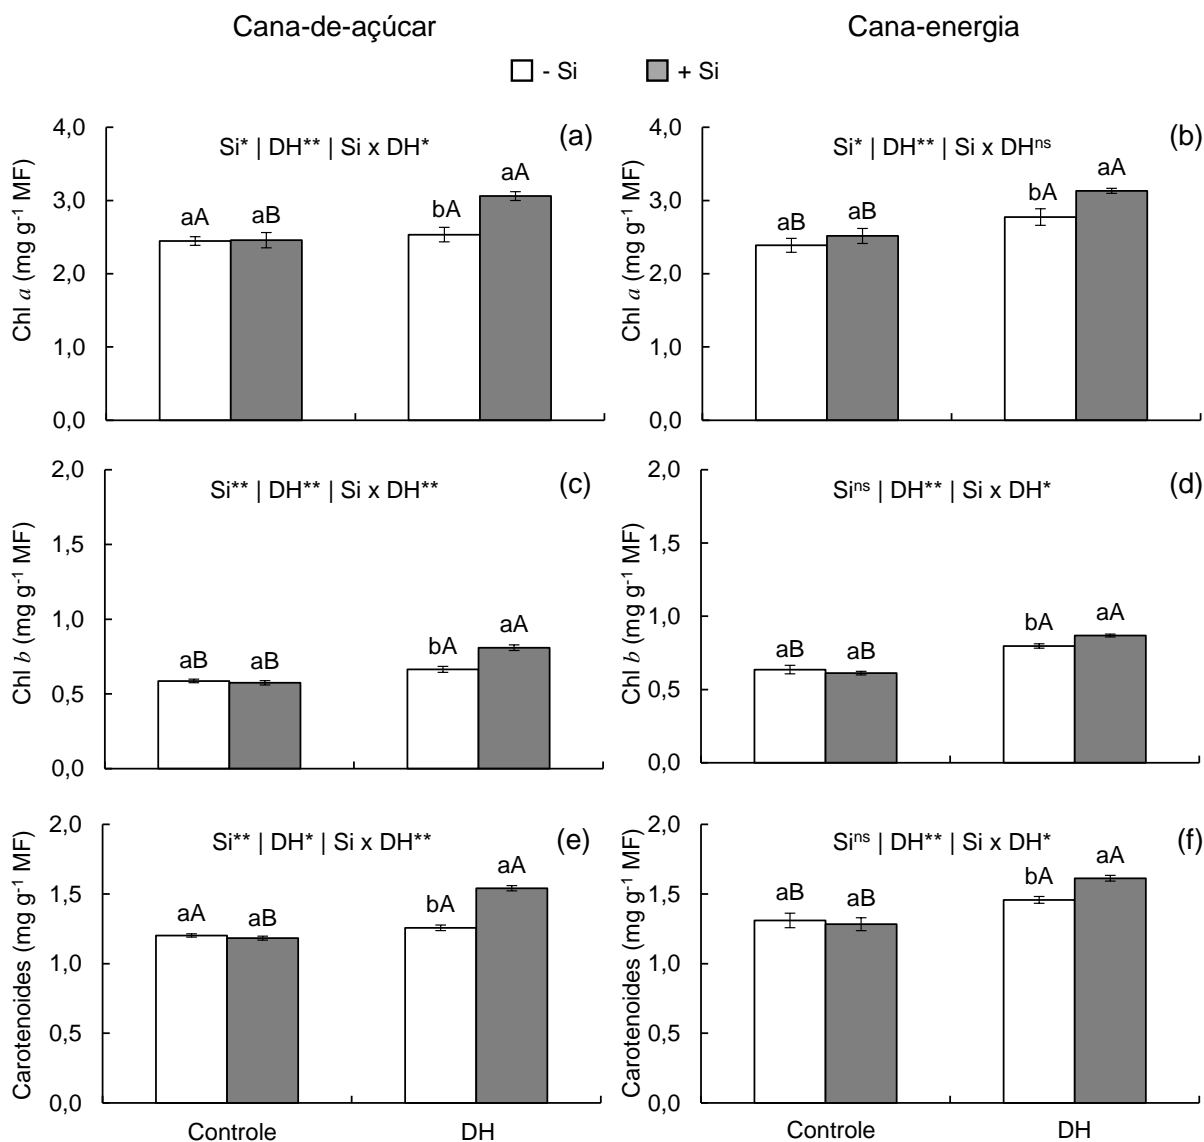 Cana-de-açúcar
Cana-energia
- Si
+ Si
Chl a (mg g⁻¹ MF)
4,0
3,0
2,0
1,0
0,0
Si* | DH** | Si x DH*
(a)
aA
aB
bA
aA
Chl a (mg g⁻¹ MF)
4,0
3,0
2,0
1,0
0,0
Si* | DH** | Si x DHⁿˢ
(b)
aB
aB
bA
aA
Chl b (mg g⁻¹ MF)
2,0
1,5
1,0
0,5
0,0
Si** | DH** | Si x DH**
(c)
aB
aB
bA
aA
Chl b (mg g⁻¹ MF)
2,0
1,5
1,0
0,5
0,0
Siⁿˢ | DH** | Si x DH*
(d)
aB
aB
bA
aA
Carotenoides (mg g⁻¹ MF)
2,0
1,5
1,0
0,5
0,0
Si** | DH* | Si x DH**
(e)
aA
aB
bA
aA
Controle
DH
Carotenoides (mg g⁻¹ MF)
2,0
1,5
1,0
0,5
0,0
Siⁿˢ | DH** | Si x DH*
(f)
aB
aB
bA
aA
Controle
DH